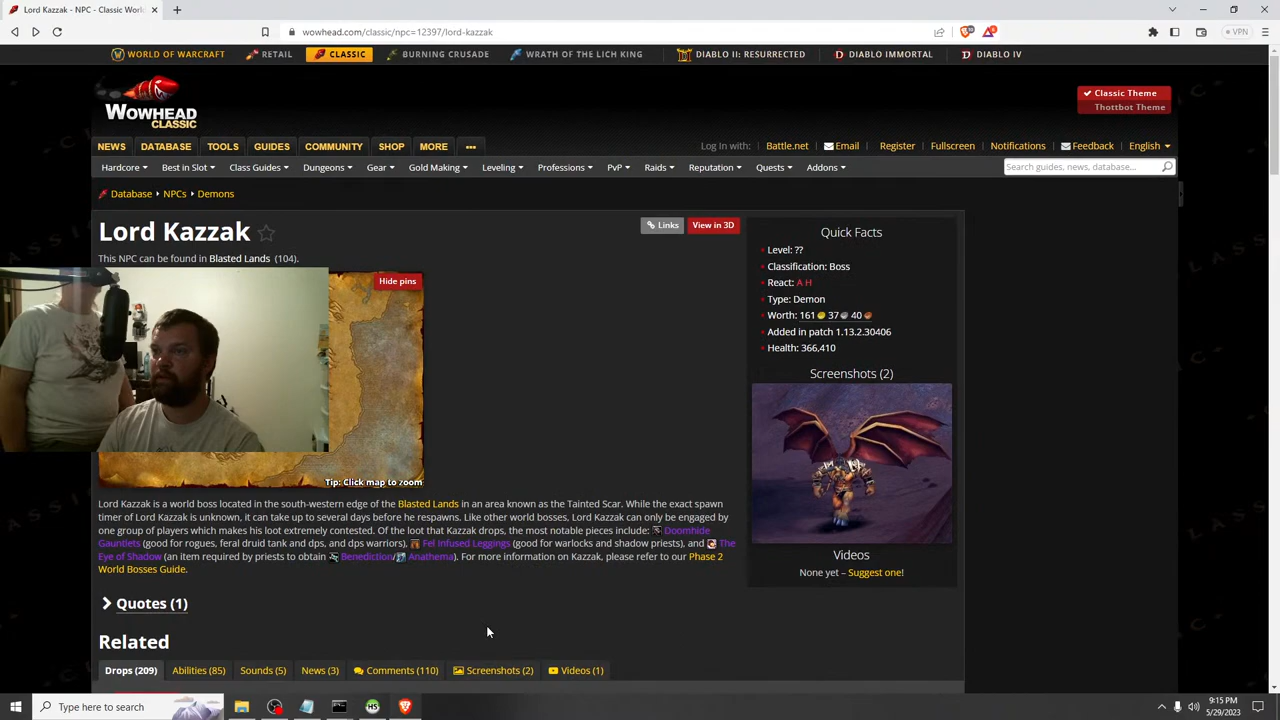 Lord Kazzak - NPC - Classic Worl
wowhead.com/classic/npc=12397/lord-kazzak
VPN
WORLD OF WARCRAFT RETAIL CLASSIC BURNING CRUSADE WRATH OF THE LICH KING DIABLO II: RESURRECTED DIABLO IMMORTAL DIABLO IV
WOWHEAD
CLASSIC
Classic Theme
Thottbot Theme
NEWS DATABASE TOOLS GUIDES COMMUNITY SHOP MORE ... Log In with: Battle.net Email Register Fullscreen Notifications Feedback English
Hardcore Best in Slot Class Guides Dungeons Gear Gold Making Leveling Professions PvP Raids Reputation Quests Addons Search guides, news, database...
Database NPCs Demons
Lord Kazzak
Links View in 3D
This NPC can be found in Blasted Lands (104).
Hide pins
Tip: Click map to zoom
Quick Facts
Level: ??
Classification: Boss
React: A H
Type: Demon
Worth: 161 37 40
Added in patch 1.13.2.30406
Health: 366,410
Screenshots (2)
Videos
None yet – Suggest one!
Lord Kazzak is a world boss located in the south-western edge of the Blasted Lands in an area known as the Tainted Scar. While the exact spawn
timer of Lord Kazzak is unknown, it can take up to several days before he respawns. Like other world bosses, Lord Kazzak can only be engaged by
one group of players which makes his loot extremely contested. Of the loot that Kazzak drops, the most notable pieces include: Doomhide
Gauntlets (good for rogues, feral druid tank and dps, and dps warriors), Fel Infused Leggings (good for warlocks and shadow priests), and The
Eye of Shadow (an item required by priests to obtain Benediction/ Anathema). For more information on Kazzak, please refer to our Phase 2
World Bosses Guide.
Quotes (1)
Related
Drops (209) Abilities (85) Sounds (5) News (3) Comments (110) Screenshots (2) Videos (1)
Type here to search
HS
9:15 PM
5/29/2023